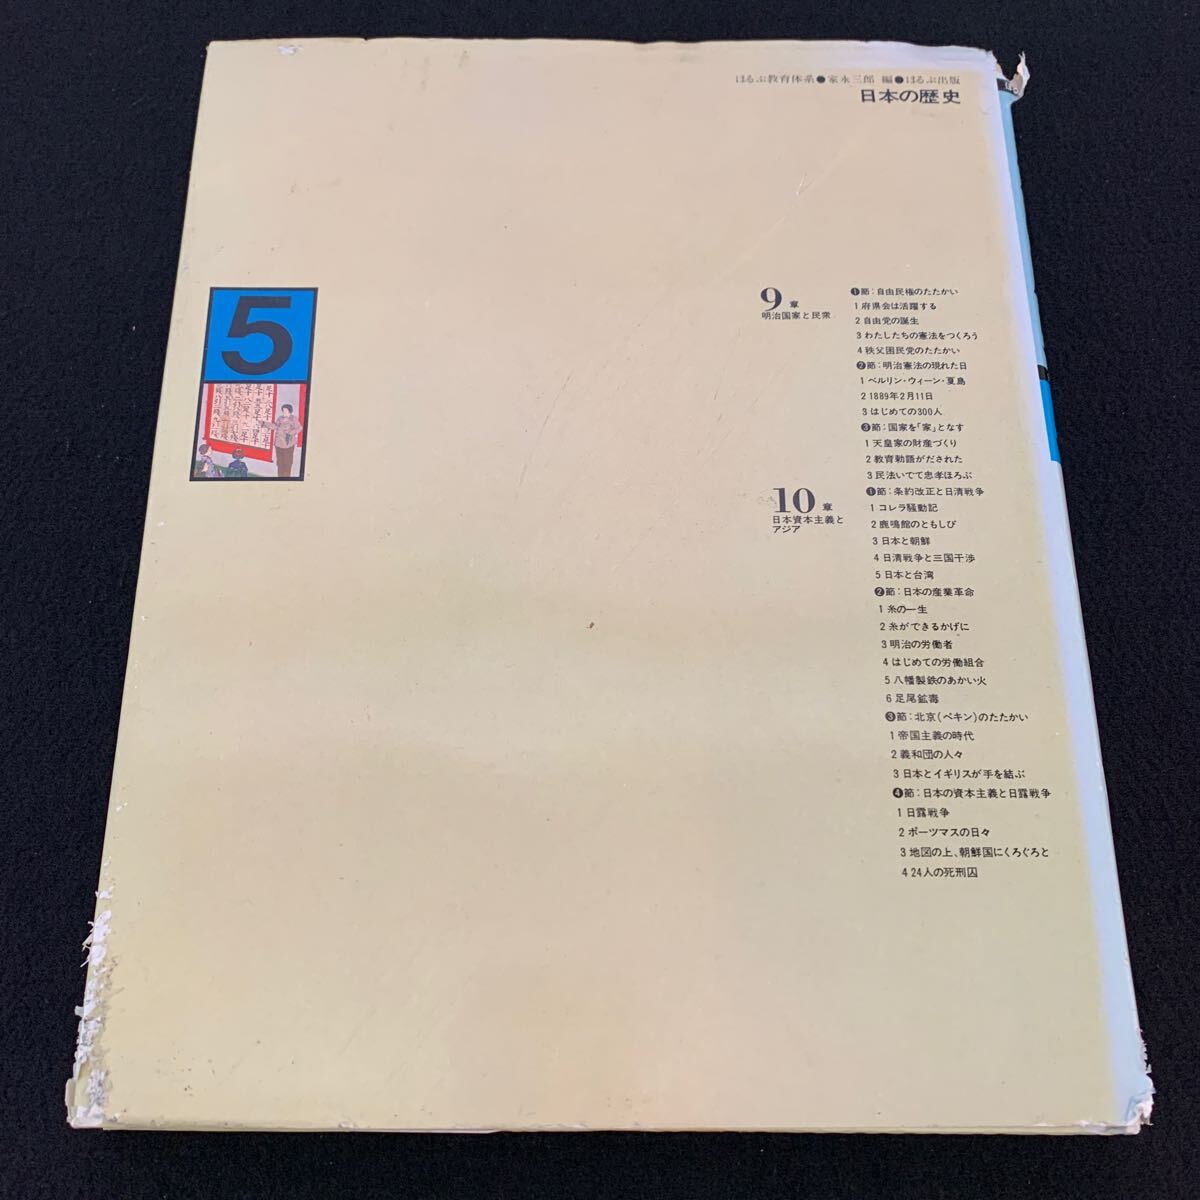 ほるぷ教育体系●家永三郎 編●ほるぷ出版
日本の歴史
5
9章
明治国家と民衆
❶節：自由民権のたたかい
1 府県会は活躍する
2 自由党の誕生
3 わたしたちの憲法をつくろう
4 秩父困民党のたたかい
❷節：明治憲法の現れた日
1 ベルリン・ウィーン・夏島
2 1889年2月11日
3 はじめての300人
❸節：国家を「家」となす
1 天皇家の財産づくり
2 教育勅語がだされた
3 民法いでて忠孝ほろぶ
10章
日本資本主義と
アジア
❶節：条約改正と日清戦争
1 コレラ騒動記
2 鹿鳴館のともしび
3 日本と朝鮮
4 日清戦争と三国干渉
5 日本と台湾
❷節：日本の産業革命
1 糸の一生
2 糸ができるかげに
3 明治の労働者
4 はじめての労働組合
5 八幡製鉄のあかい火
6 足尾鉱毒
❸節：北京(ペキン)のたたかい
1 帝国主義の時代
2 義和団の人々
3 日本とイギリスが手を結ぶ
❹節：日本の資本主義と日露戦争
1 日露戦争
2 ポーツマスの日々
3 地図の上、朝鮮国にくろぐろと
4 24人の死刑囚